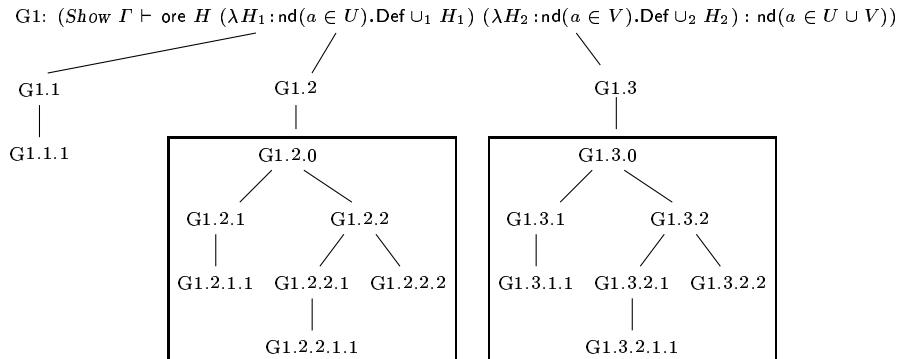 G1: (Show Γ ⊢ ore H (λH₁:nd(a ∈ U).Def ∪₁ H₁) (λH₂:nd(a ∈ V).Def ∪₂ H₂) : nd(a ∈ U ∪ V))
G1.1 G1.2 G1.3
G1.1.1 G1.2.0 G1.3.0
G1.2.1 G1.2.2 G1.3.1 G1.3.2
G1.2.1.1 G1.2.2.1 G1.2.2.2 G1.3.1.1 G1.3.2.1 G1.3.2.2
G1.2.2.1.1 G1.3.2.1.1